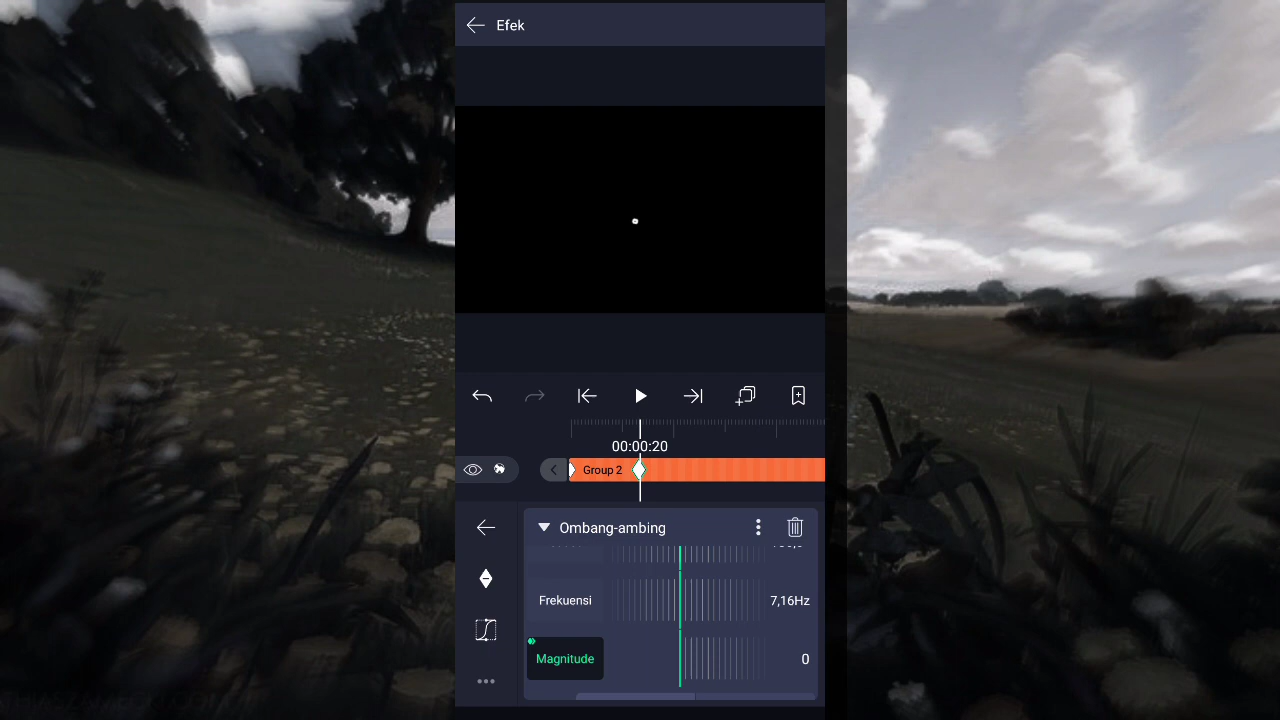 Efek
00:00:20
Group 2
Ombang-ambing
Frekuensi
7,16Hz
Magnitude
0